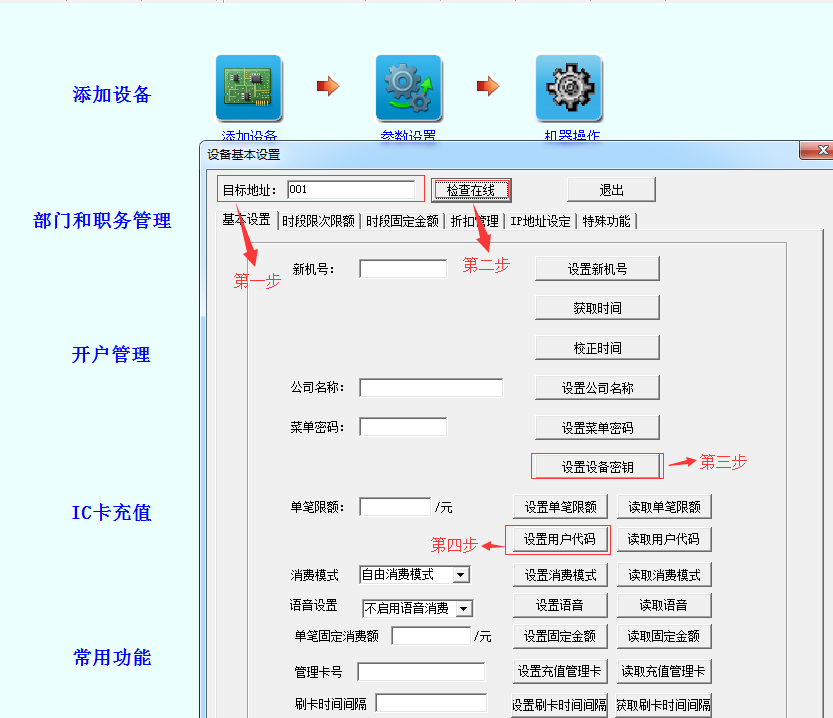 添加设备
添加设备
参数设置
机器操作
设备基本设置
目标地址： 001 检查在线 退出
部门和职务管理
基本设置 时段限次限额 时段固定金额 折扣管理 IP地址设定 特殊功能
第一步
第二步
新机号： 设置新机号
获取时间
开户管理
校正时间
公司名称： 设置公司名称
菜单密码： 设置菜单密码
设置设备密钥 第三步
IC卡充值
单笔限额： /元 设置单笔限额 读取单笔限额
第四步 设置用户代码 读取用户代码
消费模式 自由消费模式 设置消费模式 读取消费模式
语音设置 不启用语音消费 设置语音 读取语音
单笔固定消费额 /元 设置固定金额 读取固定金额
常用功能
管理卡号 设置充值管理卡 读取充值管理卡
刷卡时间间隔 设置刷卡时间间隔 获取刷卡时间间隔